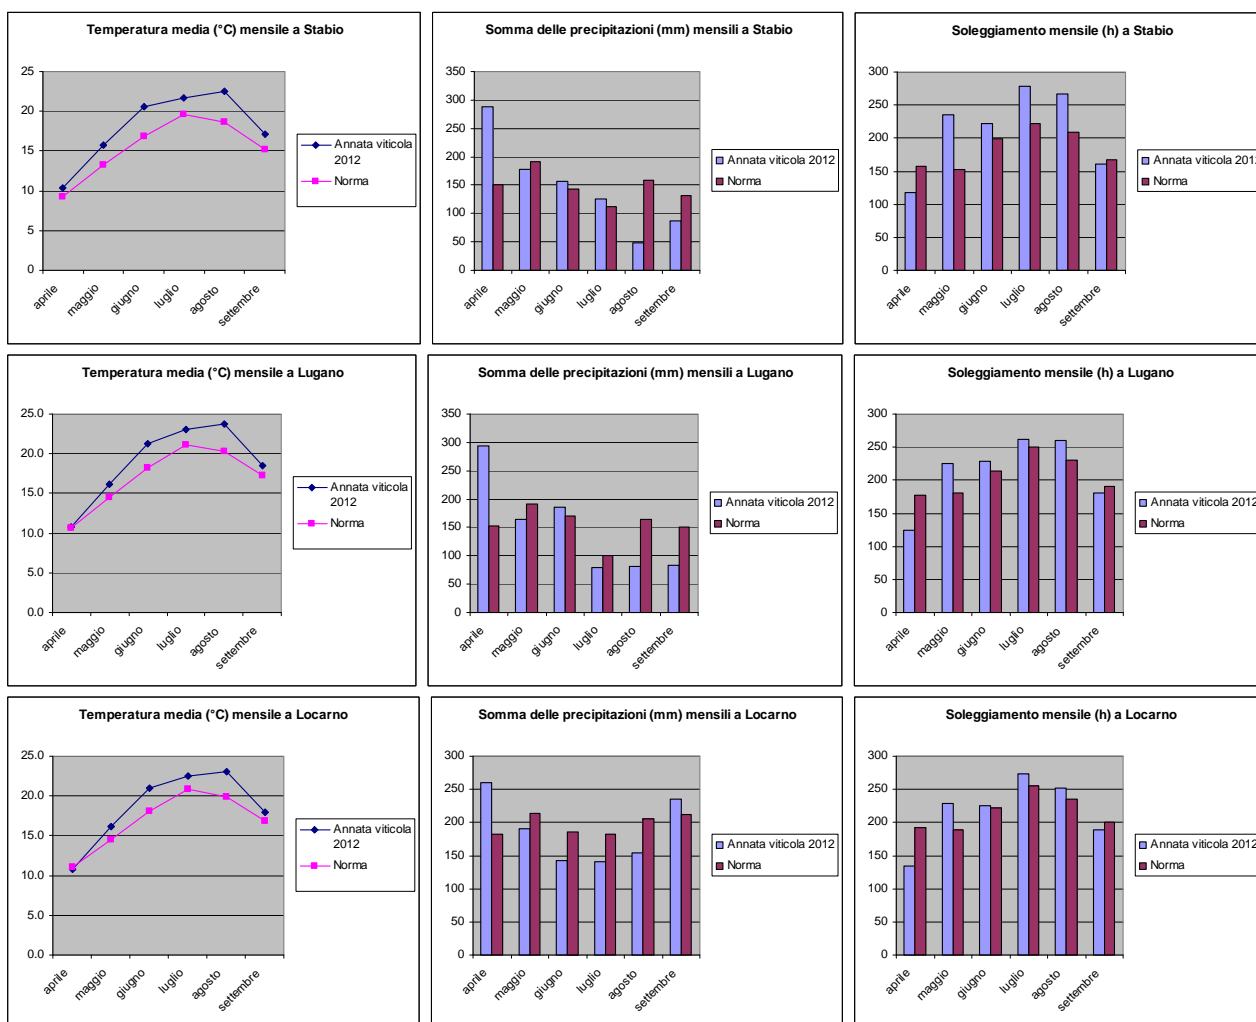 Temperatura media (°C) mensile a Stabio
25
20
15
10
5
0
aprile
maggio
giugno
luglio
agosto
settembre
Annata viticola
2012
Norma
Somma delle precipitazioni (mm) mensili a Stabio
350
300
250
200
150
100
50
0
aprile
maggio
giugno
luglio
agosto
settembre
Annata viticola 2012
Norma
Soleggiamento mensile (h) a Stabio
300
250
200
150
100
50
0
aprile
maggio
giugno
luglio
agosto
settembre
Annata viticola 2012
Norma
Temperatura media (°C) mensile a Lugano
25.0
20.0
15.0
10.0
5.0
0.0
aprile
maggio
giugno
luglio
agosto
settembre
Annata viticola
2012
Norma
Somma delle precipitazioni (mm) mensili a Lugano
350
300
250
200
150
100
50
0
aprile
maggio
giugno
luglio
agosto
settembre
Annata viticola 2012
Norma
Soleggiamento mensile (h) a Lugano
300
250
200
150
100
50
0
aprile
maggio
giugno
luglio
agosto
settembre
Annata viticola 2012
Norma
Temperatura media (°C) mensile a Locarno
25.0
20.0
15.0
10.0
5.0
0.0
aprile
maggio
giugno
luglio
agosto
settembre
Annata viticola
2012
Norma
Somma delle precipitazioni (mm) mensili a Locarno
300
250
200
150
100
50
0
aprile
maggio
giugno
luglio
agosto
settembre
Annata viticola 2012
Norma
Soleggiamento mensile (h) a Locarno
300
250
200
150
100
50
0
aprile
maggio
giugno
luglio
agosto
settembre
Annata viticola 2012
Norma